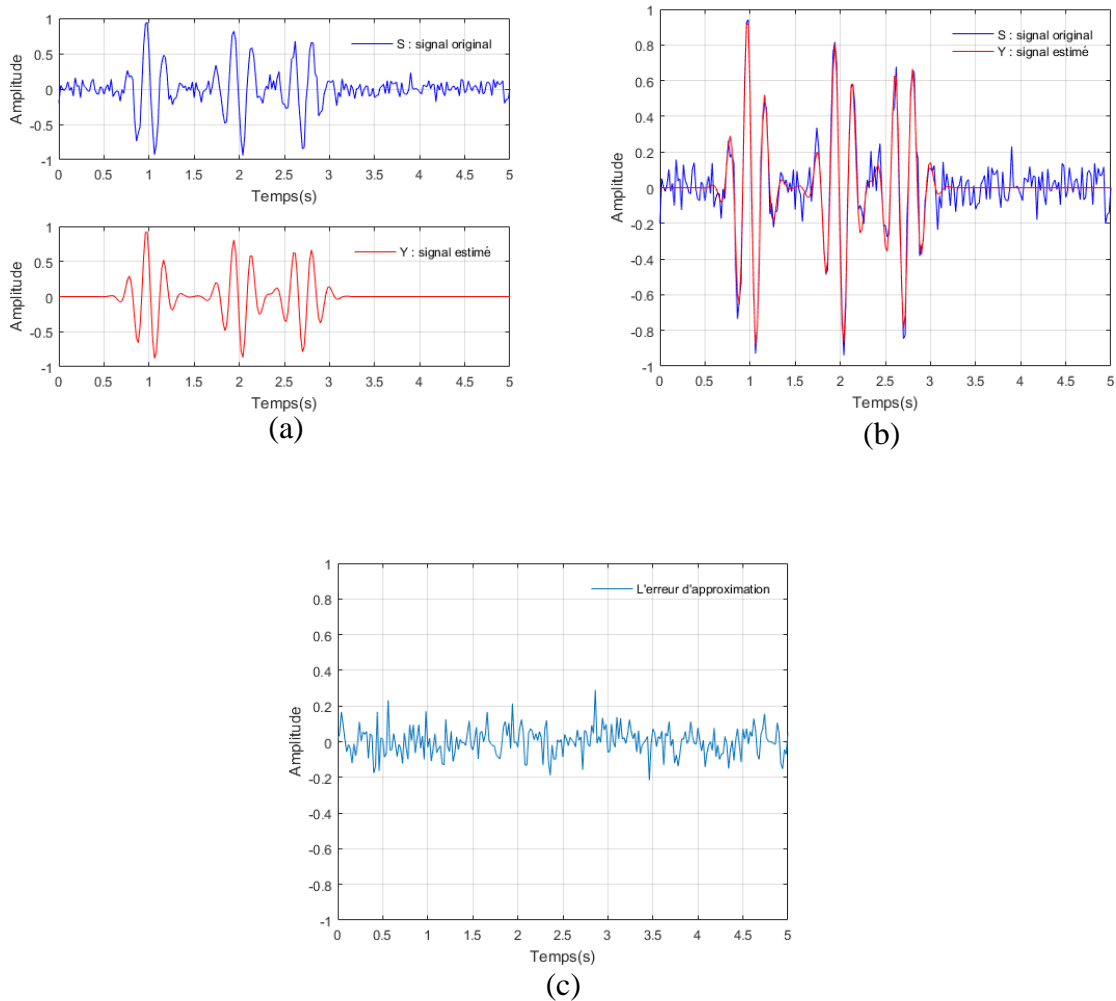 1
0.5
0
-0.5
-1
Amplitude
S : signal original
0 0.5 1 1.5 2 2.5 3 3.5 4 4.5 5
Temps(s)
1
0.5
0
-0.5
-1
Amplitude
Y : signal estimé
0 0.5 1 1.5 2 2.5 3 3.5 4 4.5 5
Temps(s)
(a)
1
0.8
0.6
0.4
0.2
0
-0.2
-0.4
-0.6
-0.8
-1
Amplitude
S : signal original
Y : signal estimé
0 0.5 1 1.5 2 2.5 3 3.5 4 4.5 5
Temps(s)
(b)
1
0.8
0.6
0.4
0.2
0
-0.2
-0.4
-0.6
-0.8
-1
Amplitude
L'erreur d'approximation
0 0.5 1 1.5 2 2.5 3 3.5 4 4.5 5
Temps(s)
(c)